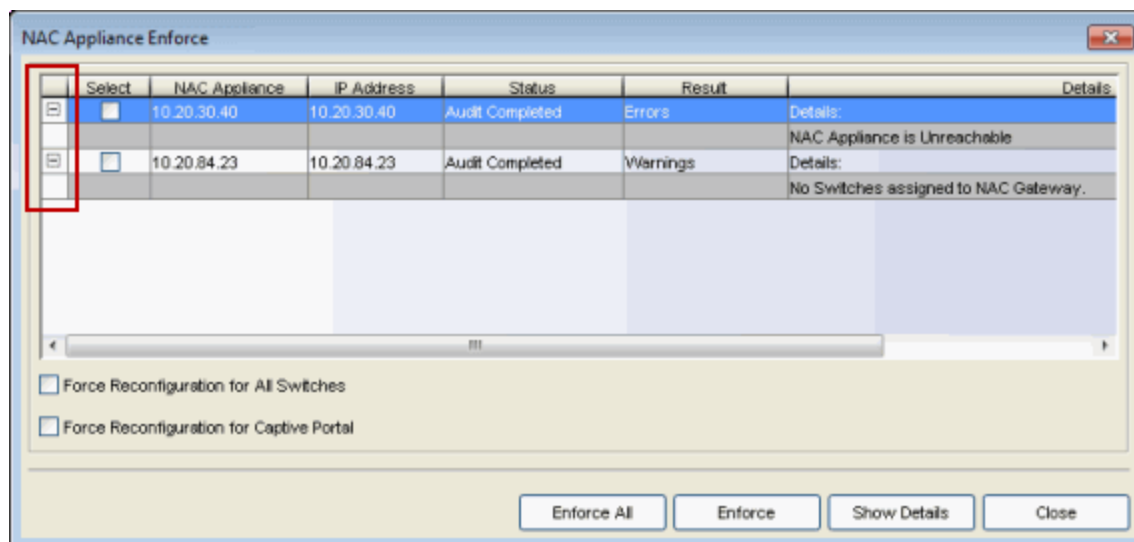 NAC Appliance Enforce
Select NAC Appliance IP Address Status Result Details
10.20.30.40 10.20.30.40 Audit Completed Errors Details:
NAC Appliance is Unreachable
10.20.84.23 10.20.84.23 Audit Completed Warnings Details:
No Switches assigned to NAC Gateway.
Force Reconfiguration for All Switches
Force Reconfiguration for Captive Portal
Enforce All Enforce Show Details Close